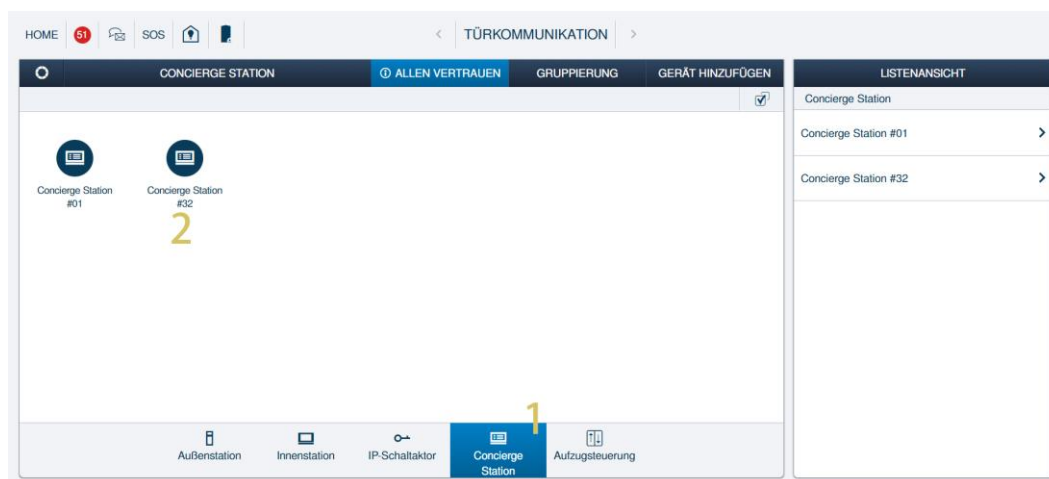 HOME 51 SOS TÜRKOMMUNIKATION
CONCIERGE STATION ALLEN VERTRAUEN GRUPPIERUNG GERÄT HINZUFÜGEN
LISTENANSICHT
Concierge Station
Concierge Station #01
Concierge Station #32
Concierge Station
#01
Concierge Station
#32
2
1
Außenstation
Innenstation
IP-Schaltaktor
Concierge
Station
Aufzugsteuerung